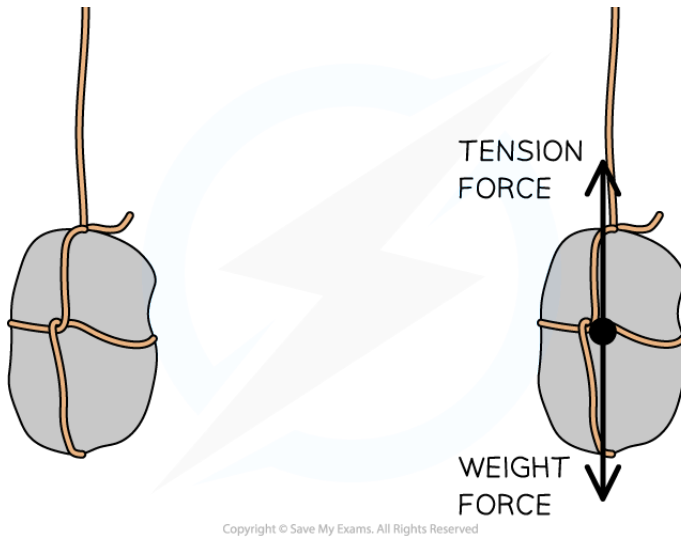 TENSION
FORCE
WEIGHT
FORCE
Copyright © Save My Exams. All Rights Reserved